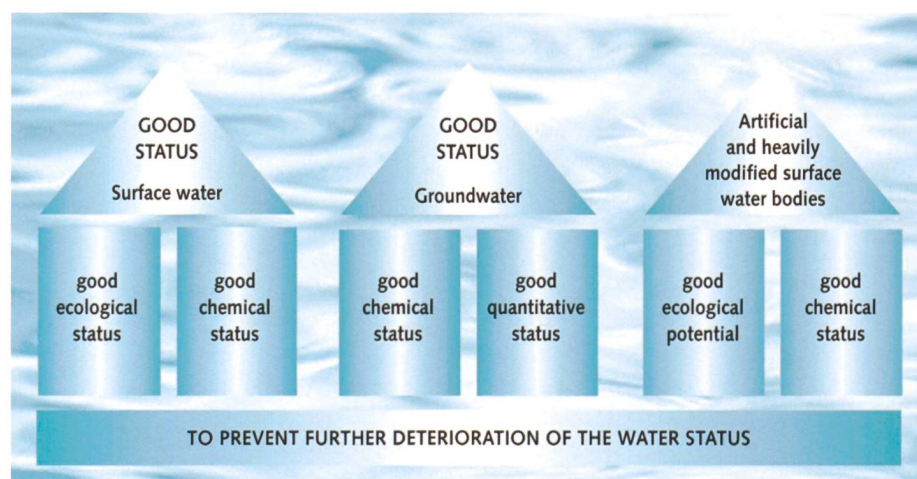 GOOD
STATUS
Surface water
good
ecological
status
good
chemical
status
GOOD
STATUS
Groundwater
good
chemical
status
good
quantitative
status
Artificial
and heavily
modified surface
water bodies
good
ecological
potential
good
chemical
status
TO PREVENT FURTHER DETERIORATION OF THE WATER STATUS